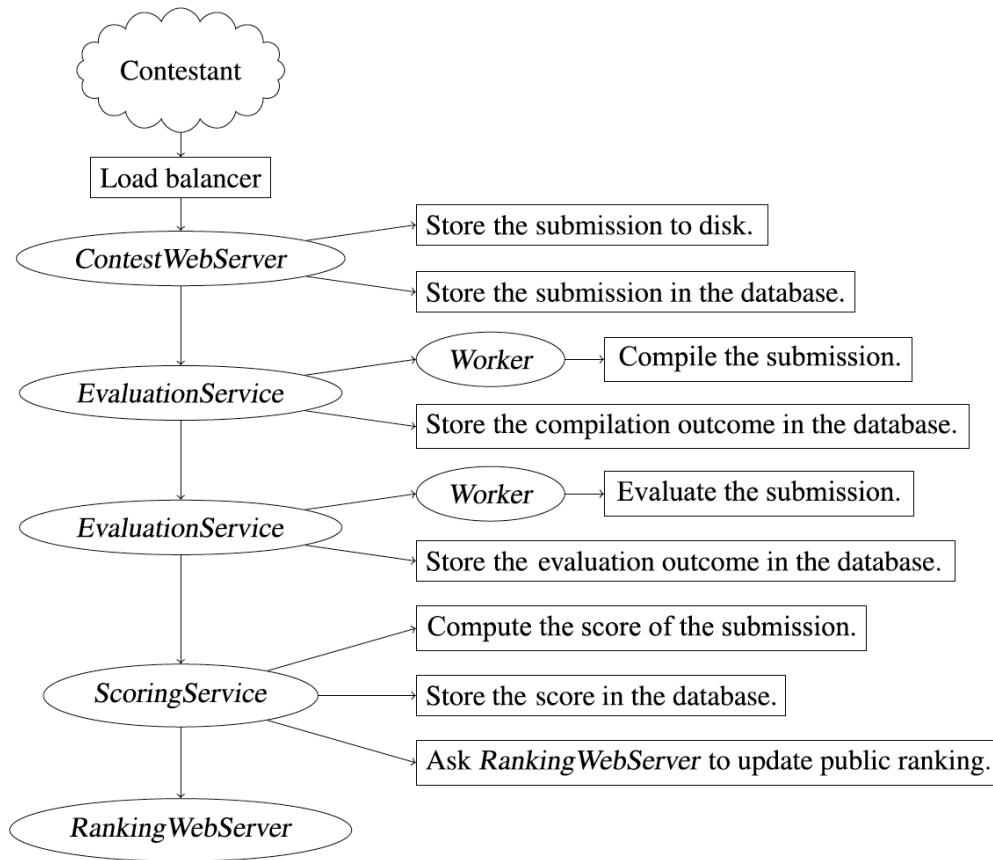 Contestant
Load balancer
ContestWebServer
Store the submission to disk.
Store the submission in the database.
EvaluationService
Worker
Compile the submission.
Store the compilation outcome in the database.
EvaluationService
Worker
Evaluate the submission.
Store the evaluation outcome in the database.
ScoringService
Compute the score of the submission.
Store the score in the database.
Ask RankingWebServer to update public ranking.
RankingWebServer